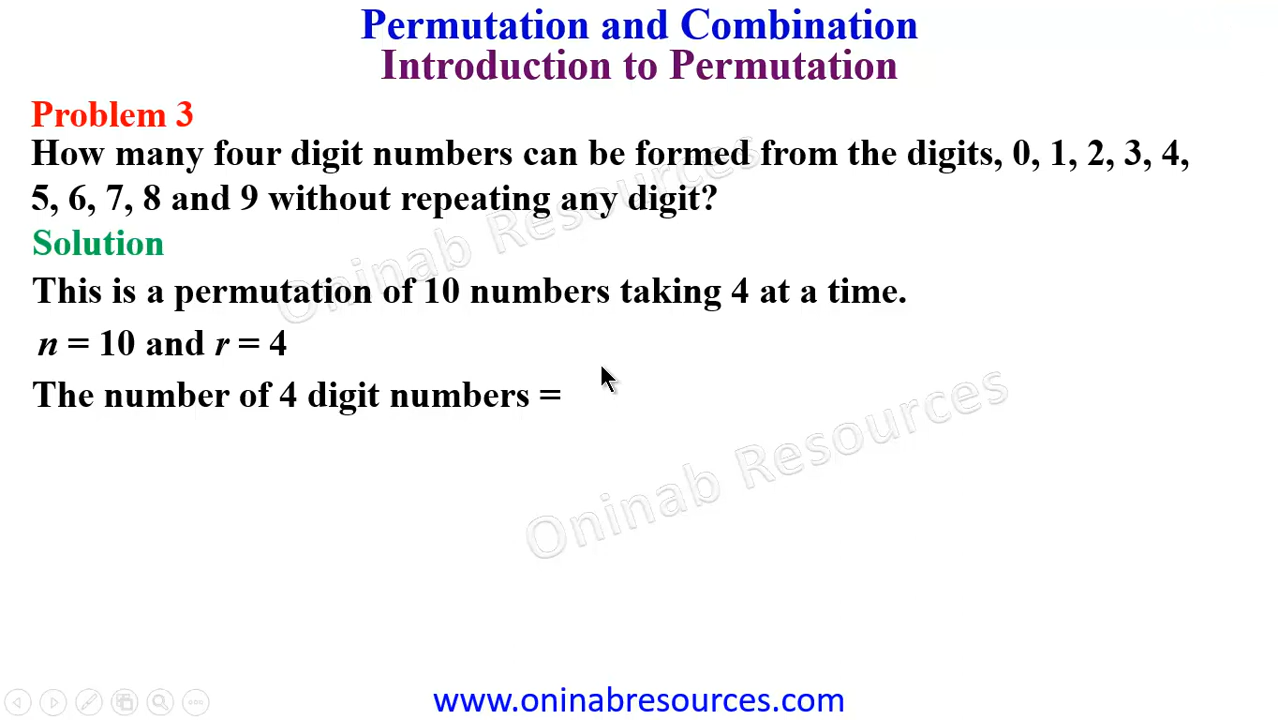 Permutation and Combination
Introduction to Permutation
Problem 3
How many four digit numbers can be formed from the digits, 0, 1, 2, 3, 4,
5, 6, 7, 8 and 9 without repeating any digit?
Solution
This is a permutation of 10 numbers taking 4 at a time.
n = 10 and r = 4
The number of 4 digit numbers =
Oninab Resources
Oninab Resources
www.oninabresources.com